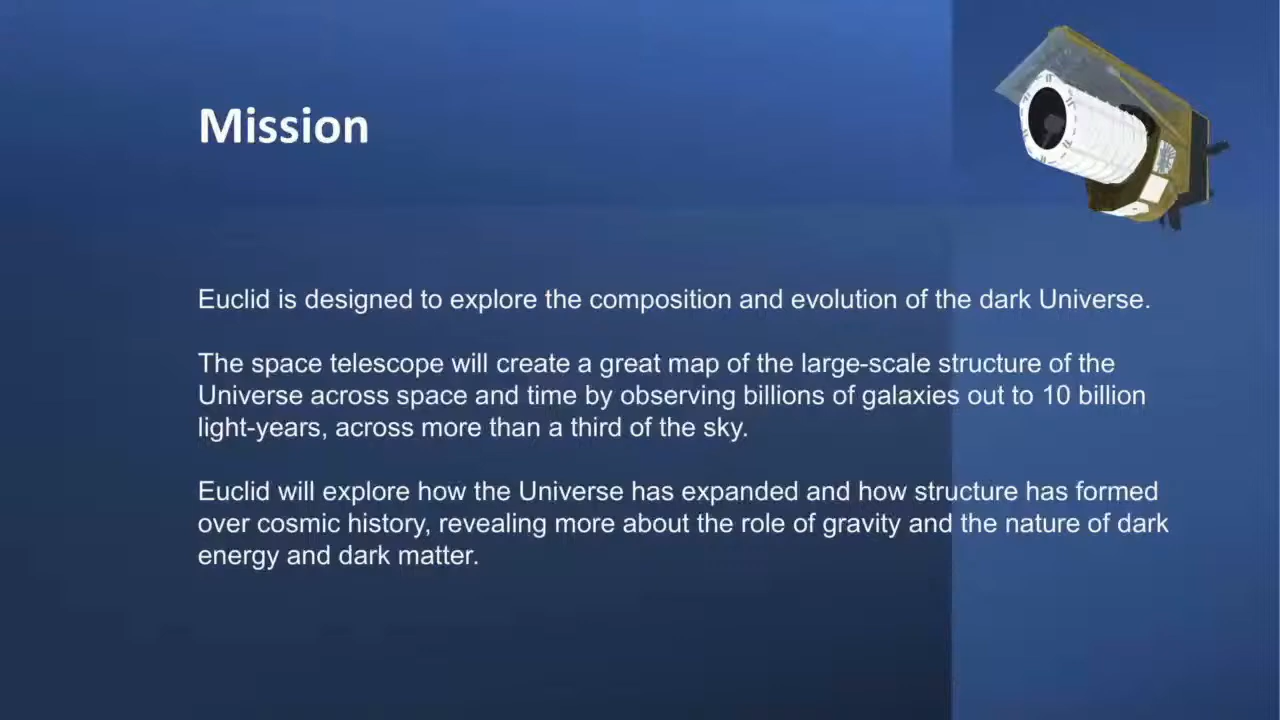 Mission
Euclid is designed to explore the composition and evolution of the dark Universe.
The space telescope will create a great map of the large-scale structure of the
Universe across space and time by observing billions of galaxies out to 10 billion
light-years, across more than a third of the sky.
Euclid will explore how the Universe has expanded and how structure has formed
over cosmic history, revealing more about the role of gravity and the nature of dark
energy and dark matter.